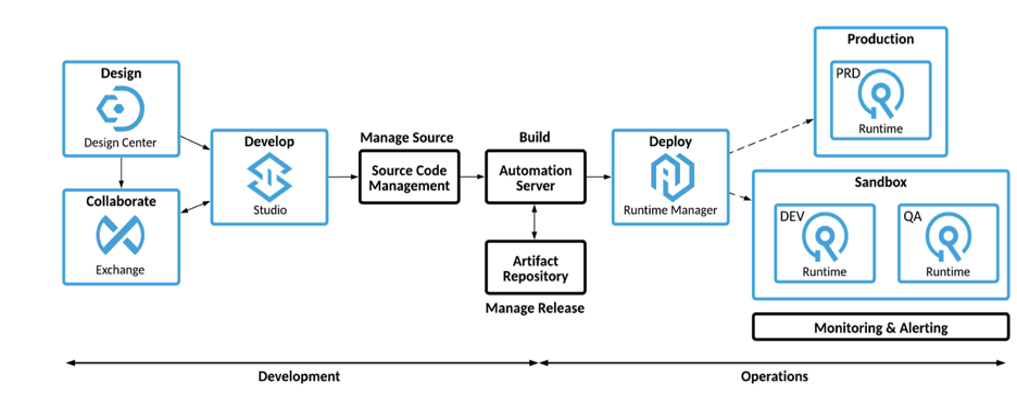 Design
Design Center
Collaborate
Exchange
Develop
Studio
Manage Source
Source Code
Management
Build
Automation
Server
Artifact
Repository
Manage Release
Deploy
Runtime Manager
Production
PRD
Runtime
Sandbox
DEV
Runtime
QA
Runtime
Monitoring & Alerting
Development
Operations